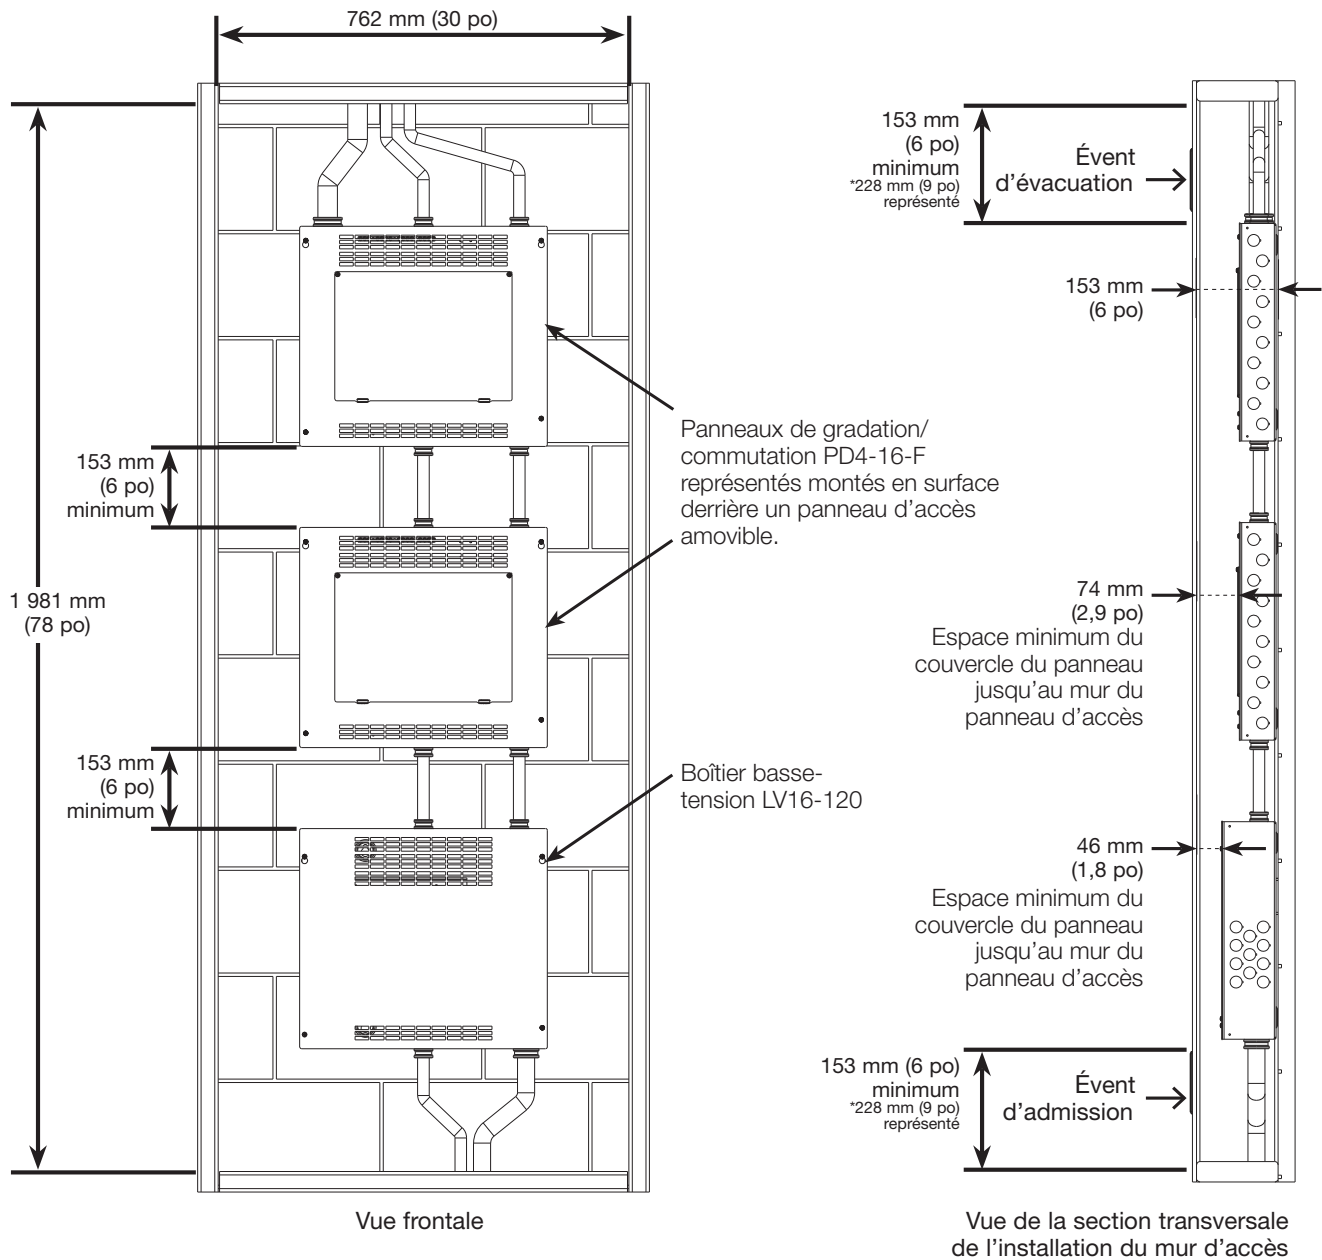 762 mm (30 po)
153 mm
(6 po)
minimum
*228 mm (9 po)
représenté
Évent
d'évacuation
153 mm
(6 po)
Panneaux de gradation/
commutation PD4-16-F
représentés montés en surface
derrière un panneau d'accès
amovible.
153 mm
(6 po)
minimum
1 981 mm
(78 po)
74 mm
(2,9 po)
Espace minimum du
couvercle du panneau
jusqu'au mur du
panneau d'accès
153 mm
(6 po)
minimum
Boîtier basse-
tension LV16-120
46 mm
(1,8 po)
Espace minimum du
couvercle du panneau
jusqu'au mur du
panneau d'accès
153 mm (6 po)
minimum
*228 mm (9 po)
représenté
Évent
d'admission
Vue frontale
Vue de la section transversale
de l'installation du mur d'accès